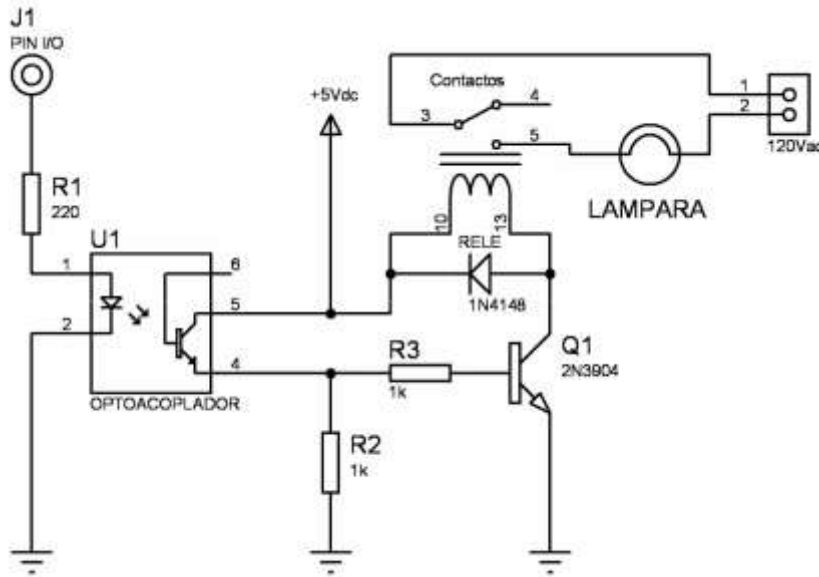 J1
PIN I/O
R1
220
U1
1
2
6
5
4
OPTOACOPLADOR
+5Vdc
R2
1k
R3
1k
Contactos
3
4
5
10
13
RELE
1N4148
Q1
2N3904
LAMPARA
1
2
120Vac